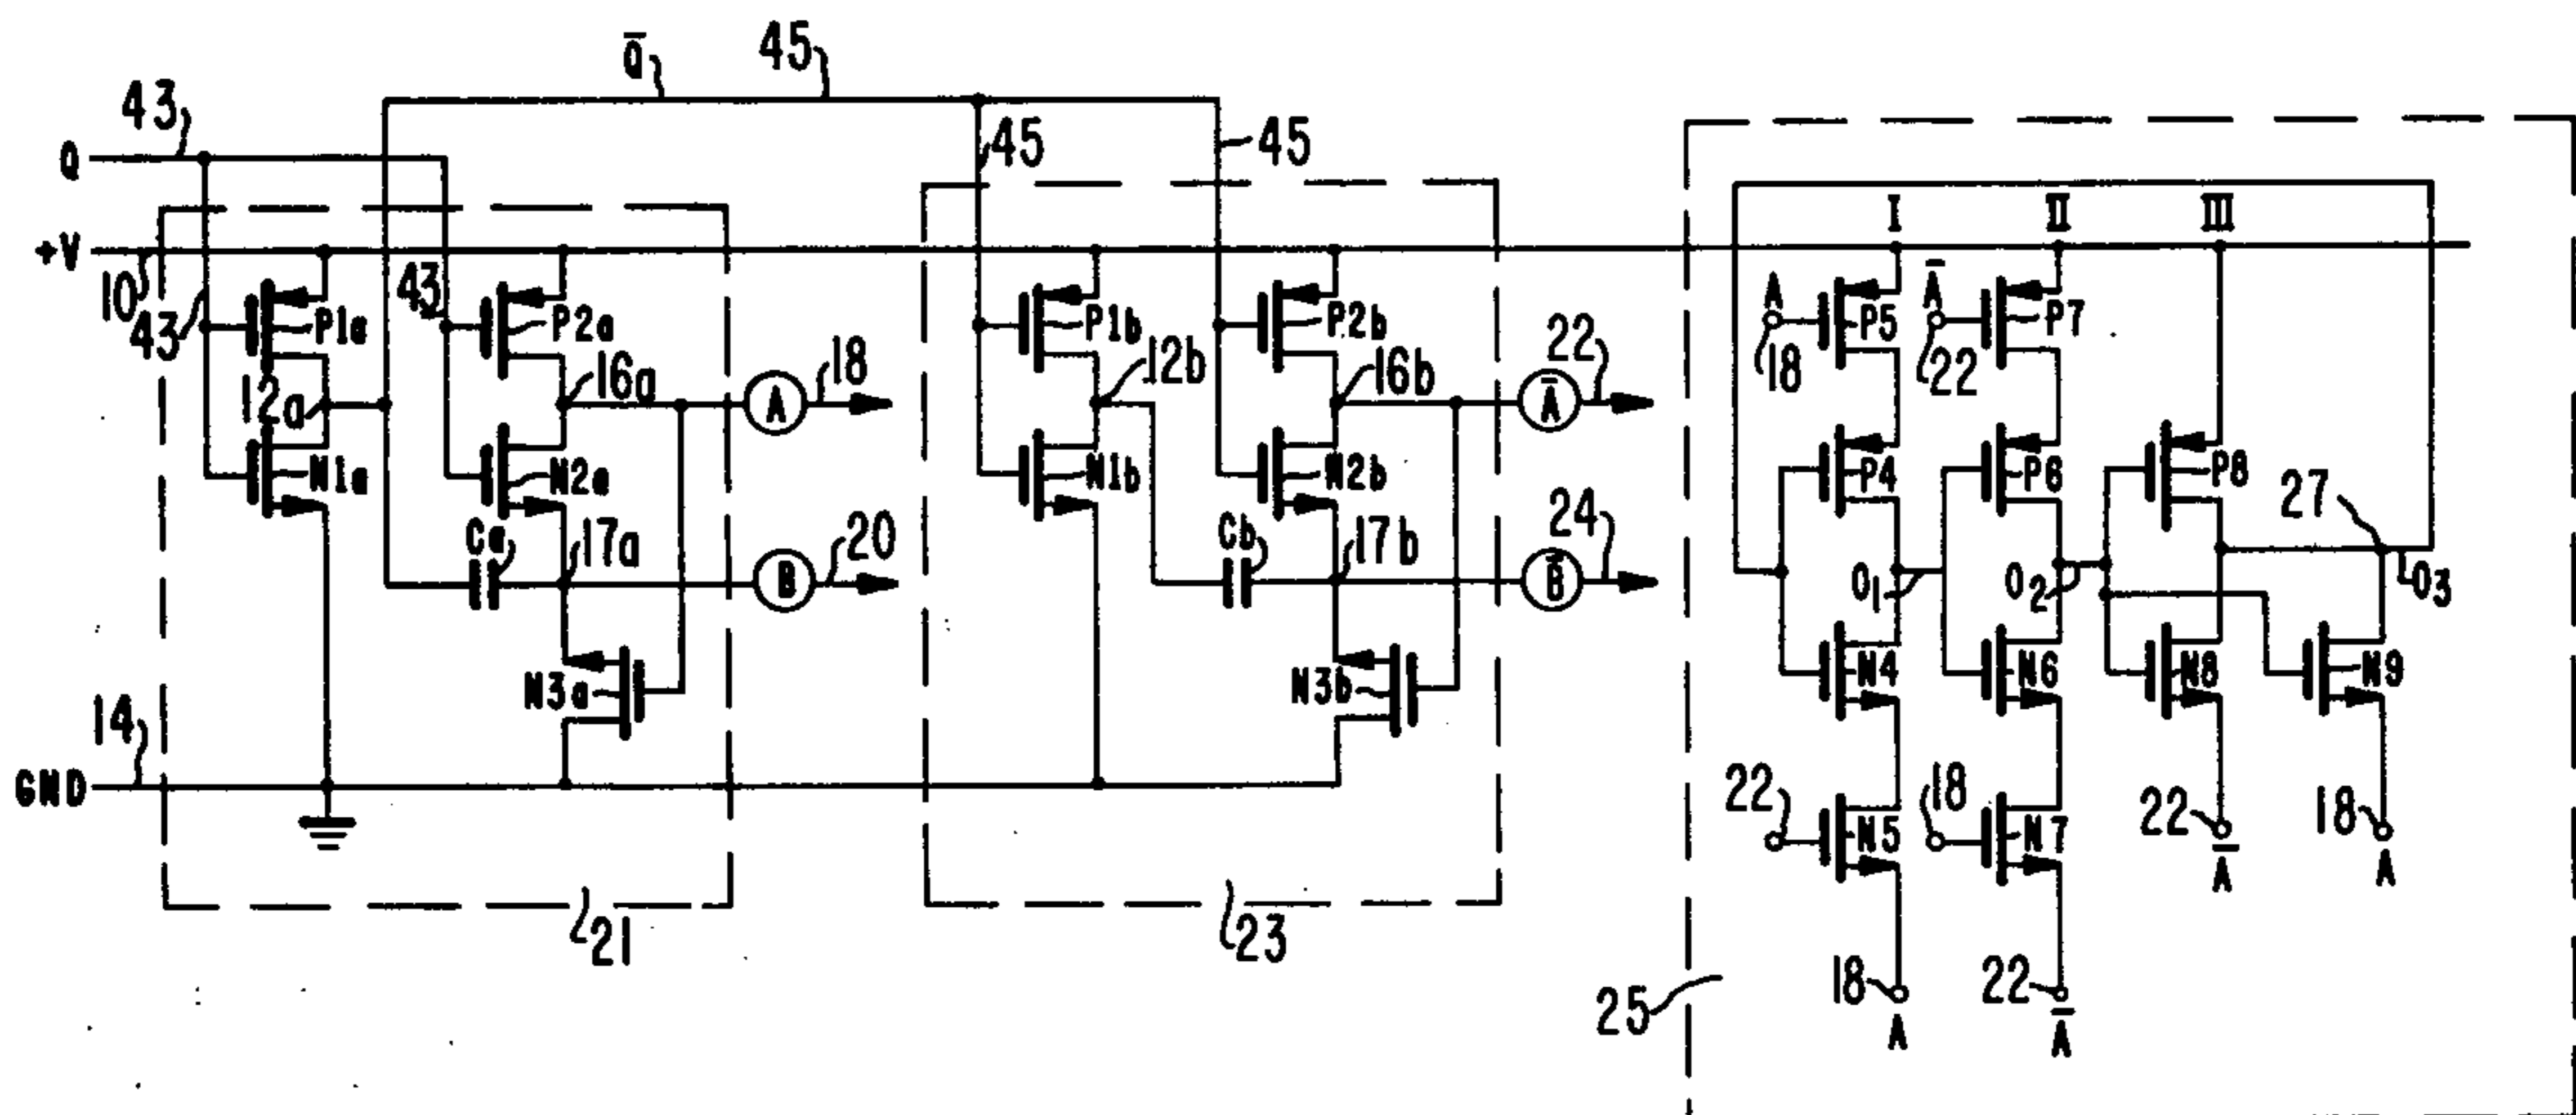 Q̄
45
43
45
45
Q
I
II
III
+V
10
43
43
P1a
P2a
P1b
P2b
A
18
P5
Ā
22
P7
12a
16a
A
18
12b
16b
Ā
22
N1a
N2a
N1b
N2b
P4
P6
P8
27
Ca
17a
B
20
Cb
17b
B̄
24
O1
O2
O3
N3a
N3b
N4
N6
N8
N9
14
GND
22
N5
18
N7
22
Ā
18
A
21
23
25
18
A
22
Ā